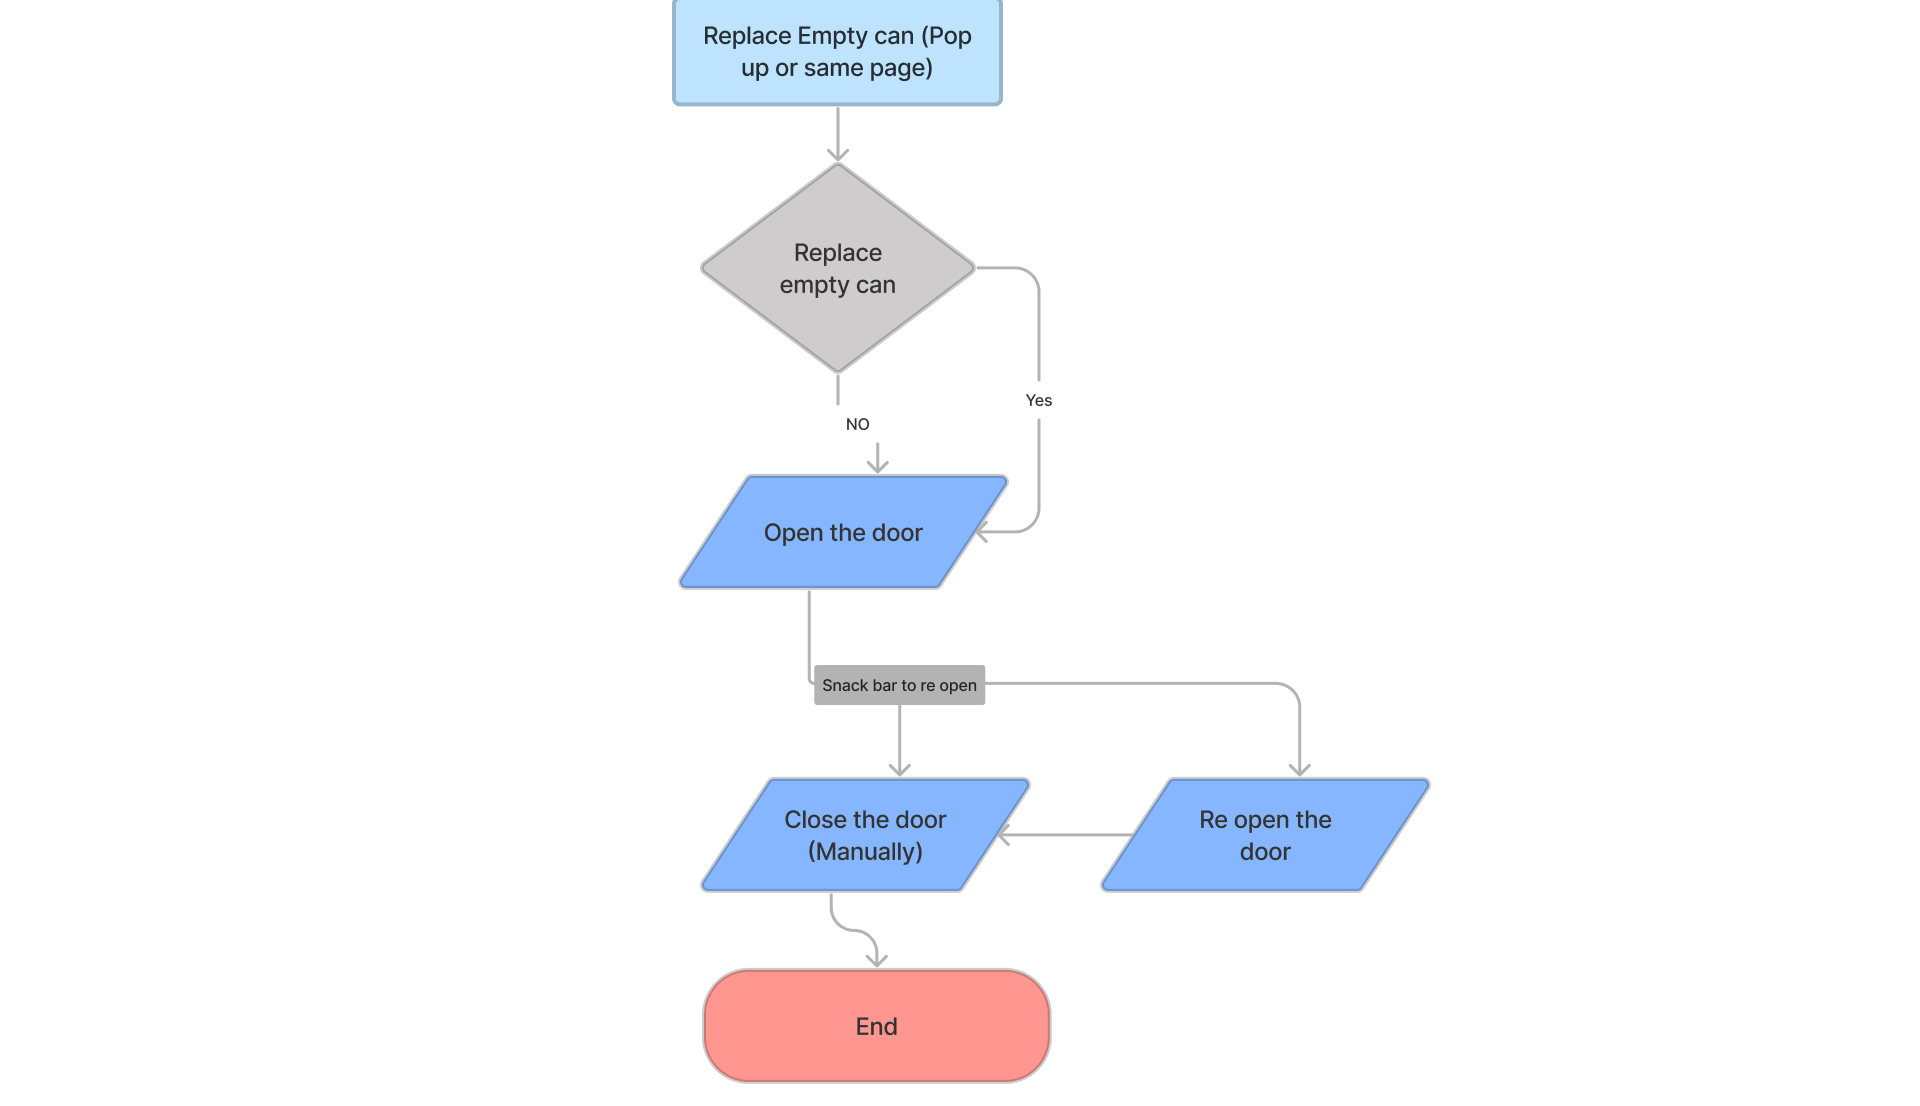 Replace Empty can (Pop
up or same page)
Replace
empty can
Yes
NO
Open the door
Snack bar to re open
Close the door
(Manually)
Re open the
door
End